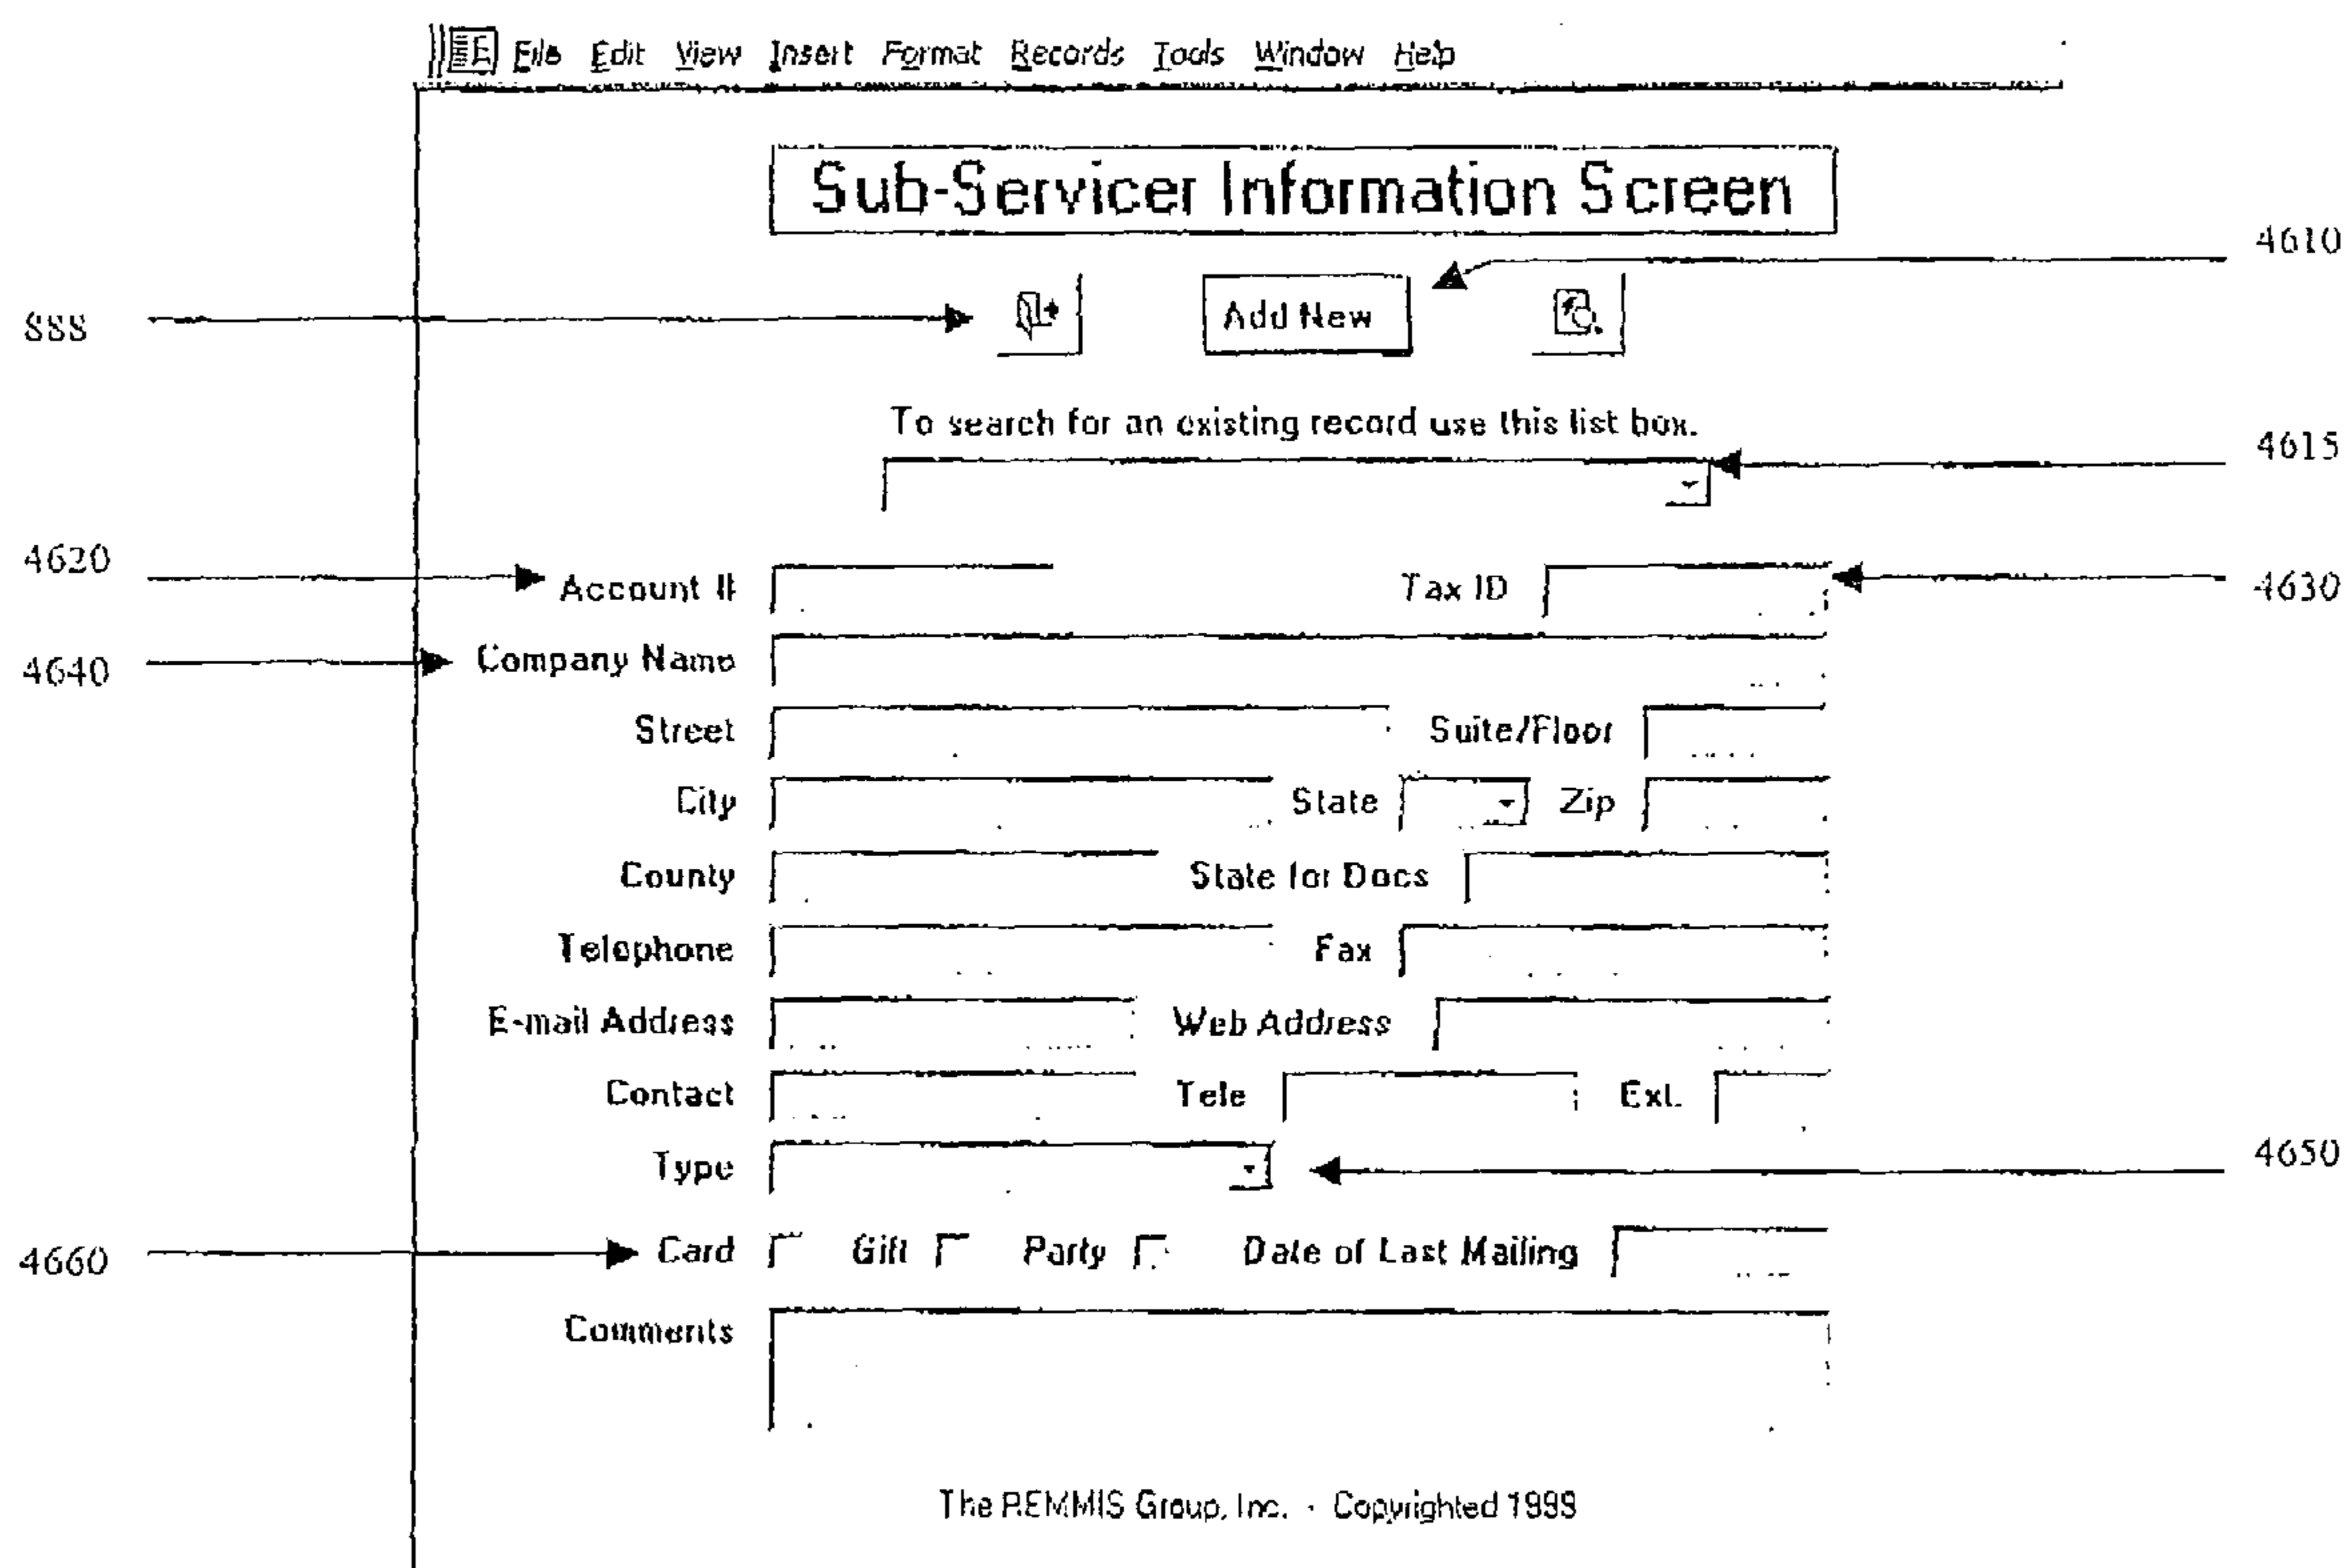 File Edit View Insert Format Records Tools Window Help
Sub-Servicer Information Screen
4610
888
Add New
To search for an existing record use this list box.
4615
4620
Account #
Tax ID
4630
4640
Company Name
Street
Suite/Floor
City
State
Zip
County
State for Docs
Telephone
Fax
E-mail Address
Web Address
Contact
Tele
Ext.
Type
4650
4660
Card
Gift
Party
Date of Last Mailing
Comments
The REMMIS Group, Inc. - Copyrighted 1999